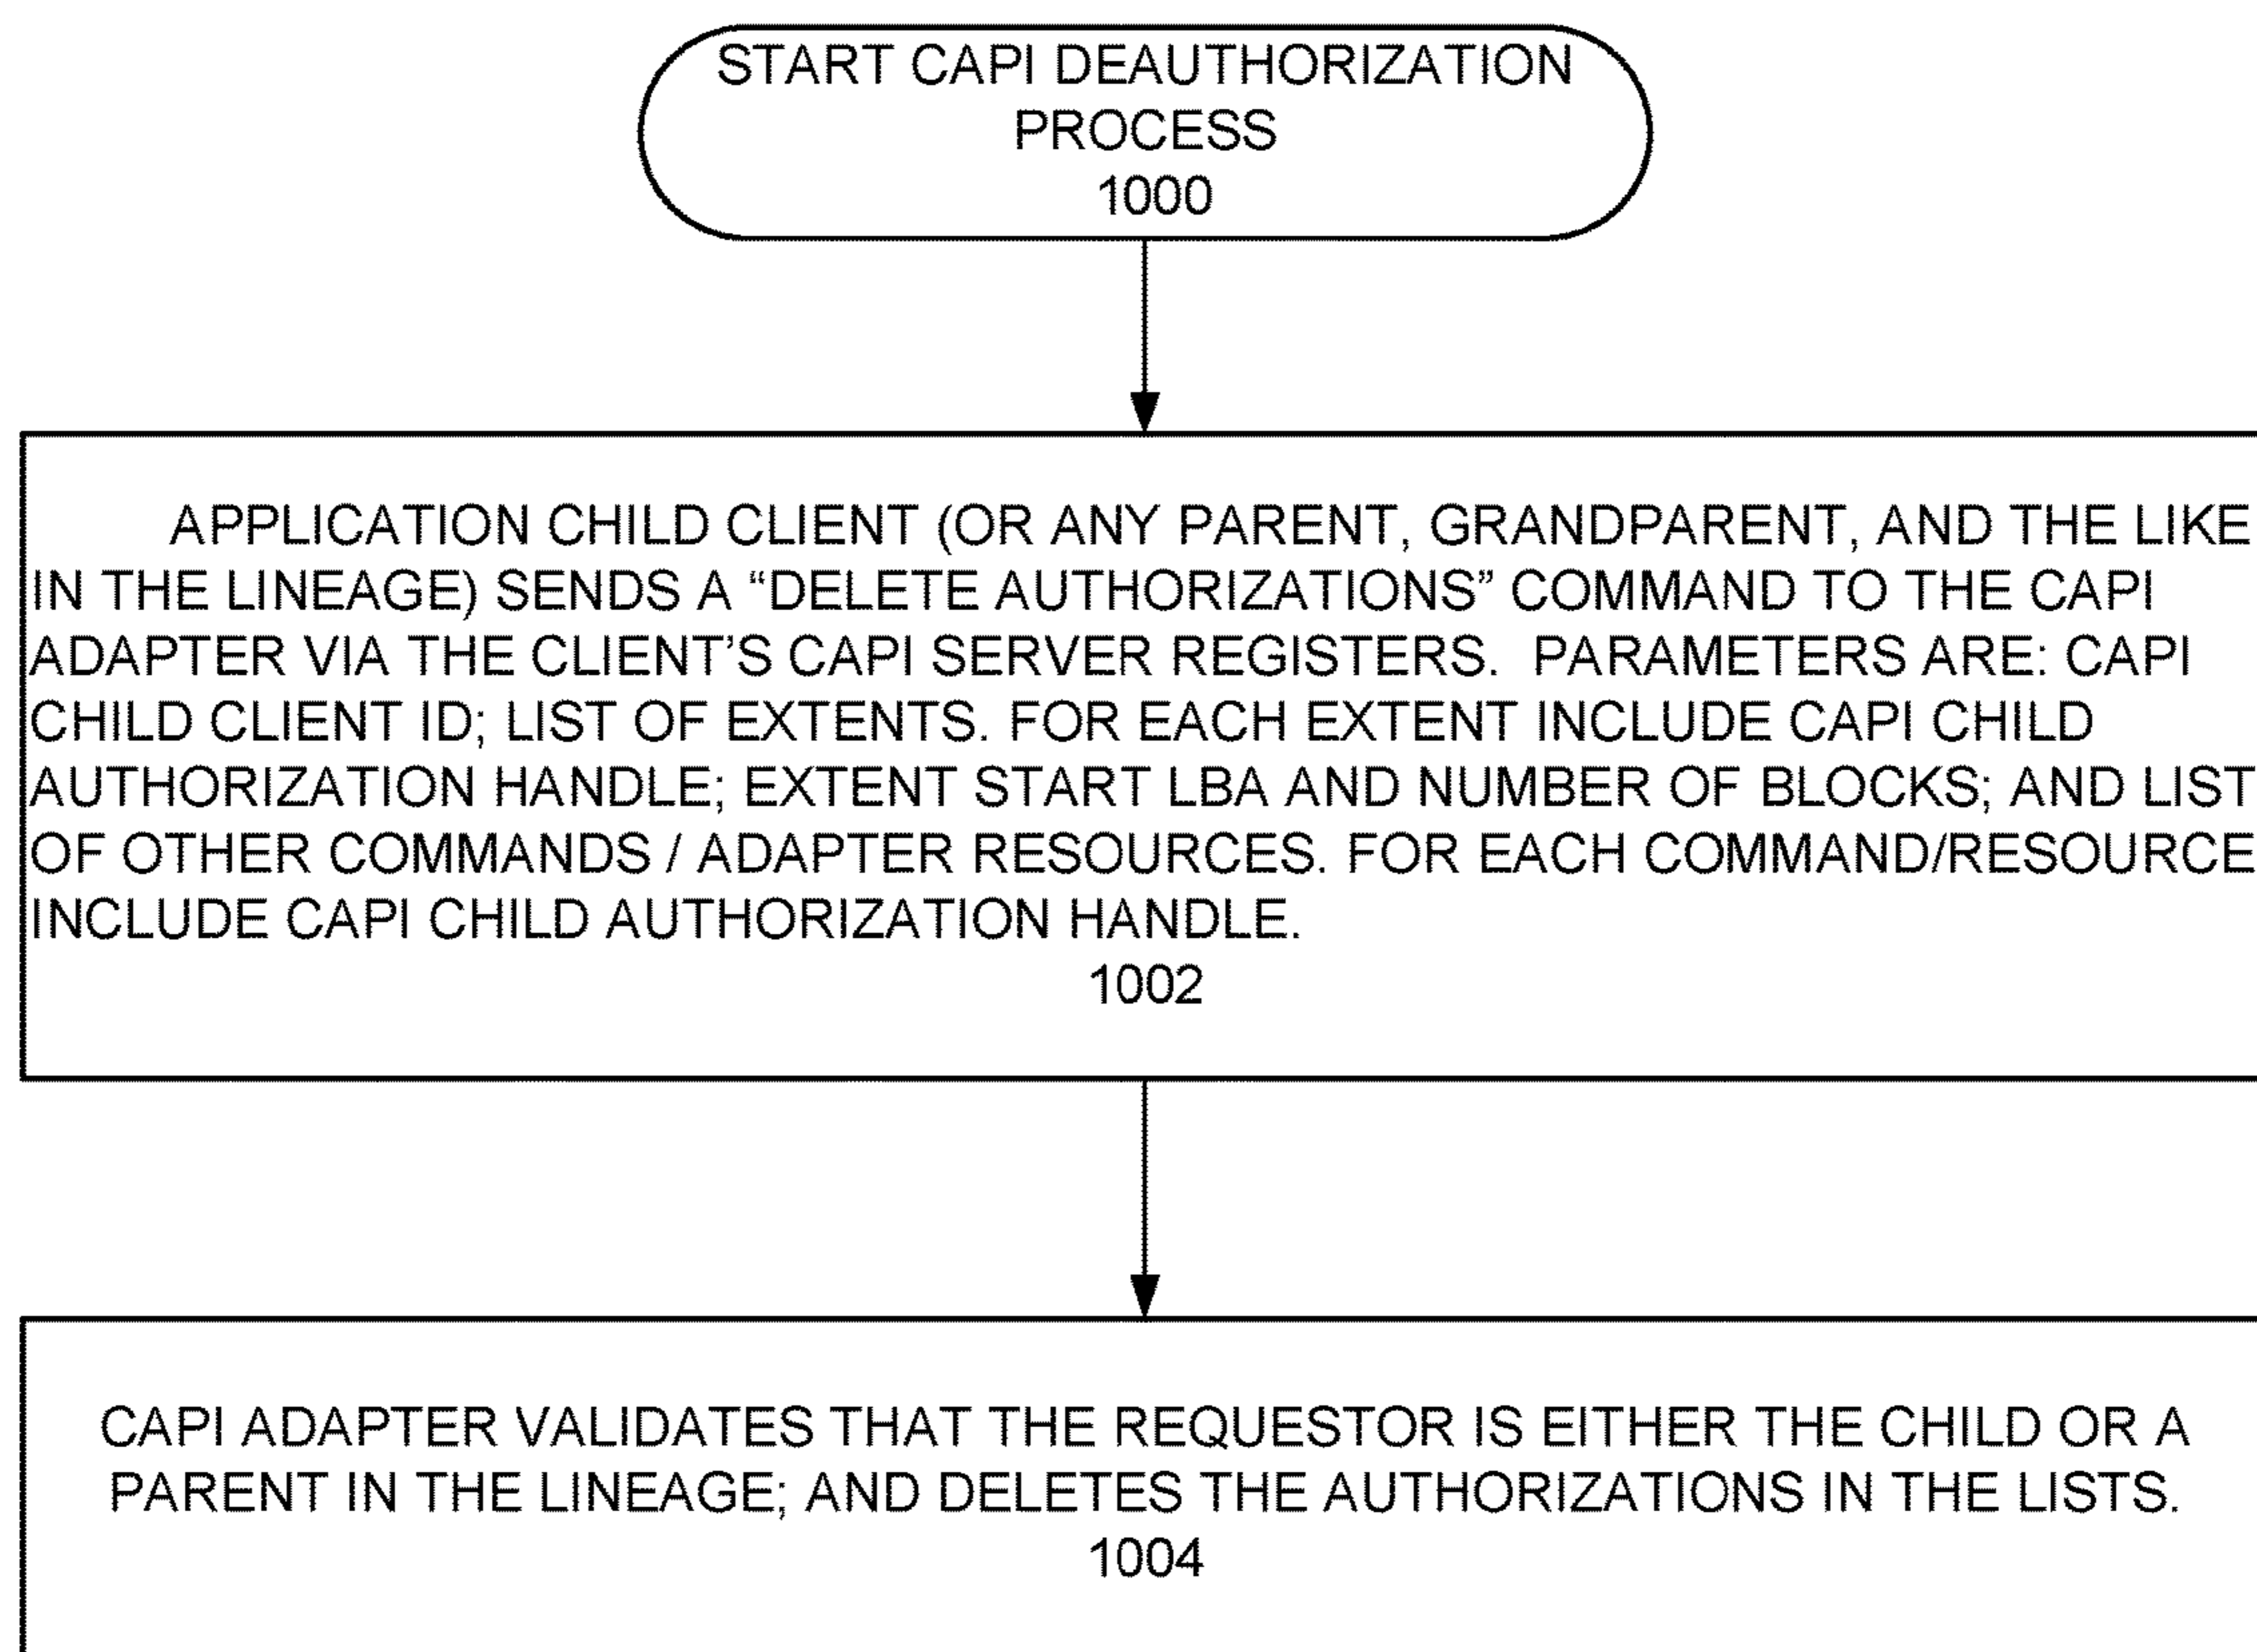 START CAPI DEAUTHORIZATION
PROCESS
1000
APPLICATION CHILD CLIENT (OR ANY PARENT, GRANDPARENT, AND THE LIKE
IN THE LINEAGE) SENDS A “DELETE AUTHORIZATIONS” COMMAND TO THE CAPI
ADAPTER VIA THE CLIENT’S CAPI SERVER REGISTERS. PARAMETERS ARE: CAPI
CHILD CLIENT ID; LIST OF EXTENTS. FOR EACH EXTENT INCLUDE CAPI CHILD
AUTHORIZATION HANDLE; EXTENT START LBA AND NUMBER OF BLOCKS; AND LIST
OF OTHER COMMANDS / ADAPTER RESOURCES. FOR EACH COMMAND/RESOURCE
INCLUDE CAPI CHILD AUTHORIZATION HANDLE.
1002
CAPI ADAPTER VALIDATES THAT THE REQUESTOR IS EITHER THE CHILD OR A
PARENT IN THE LINEAGE; AND DELETES THE AUTHORIZATIONS IN THE LISTS.
1004